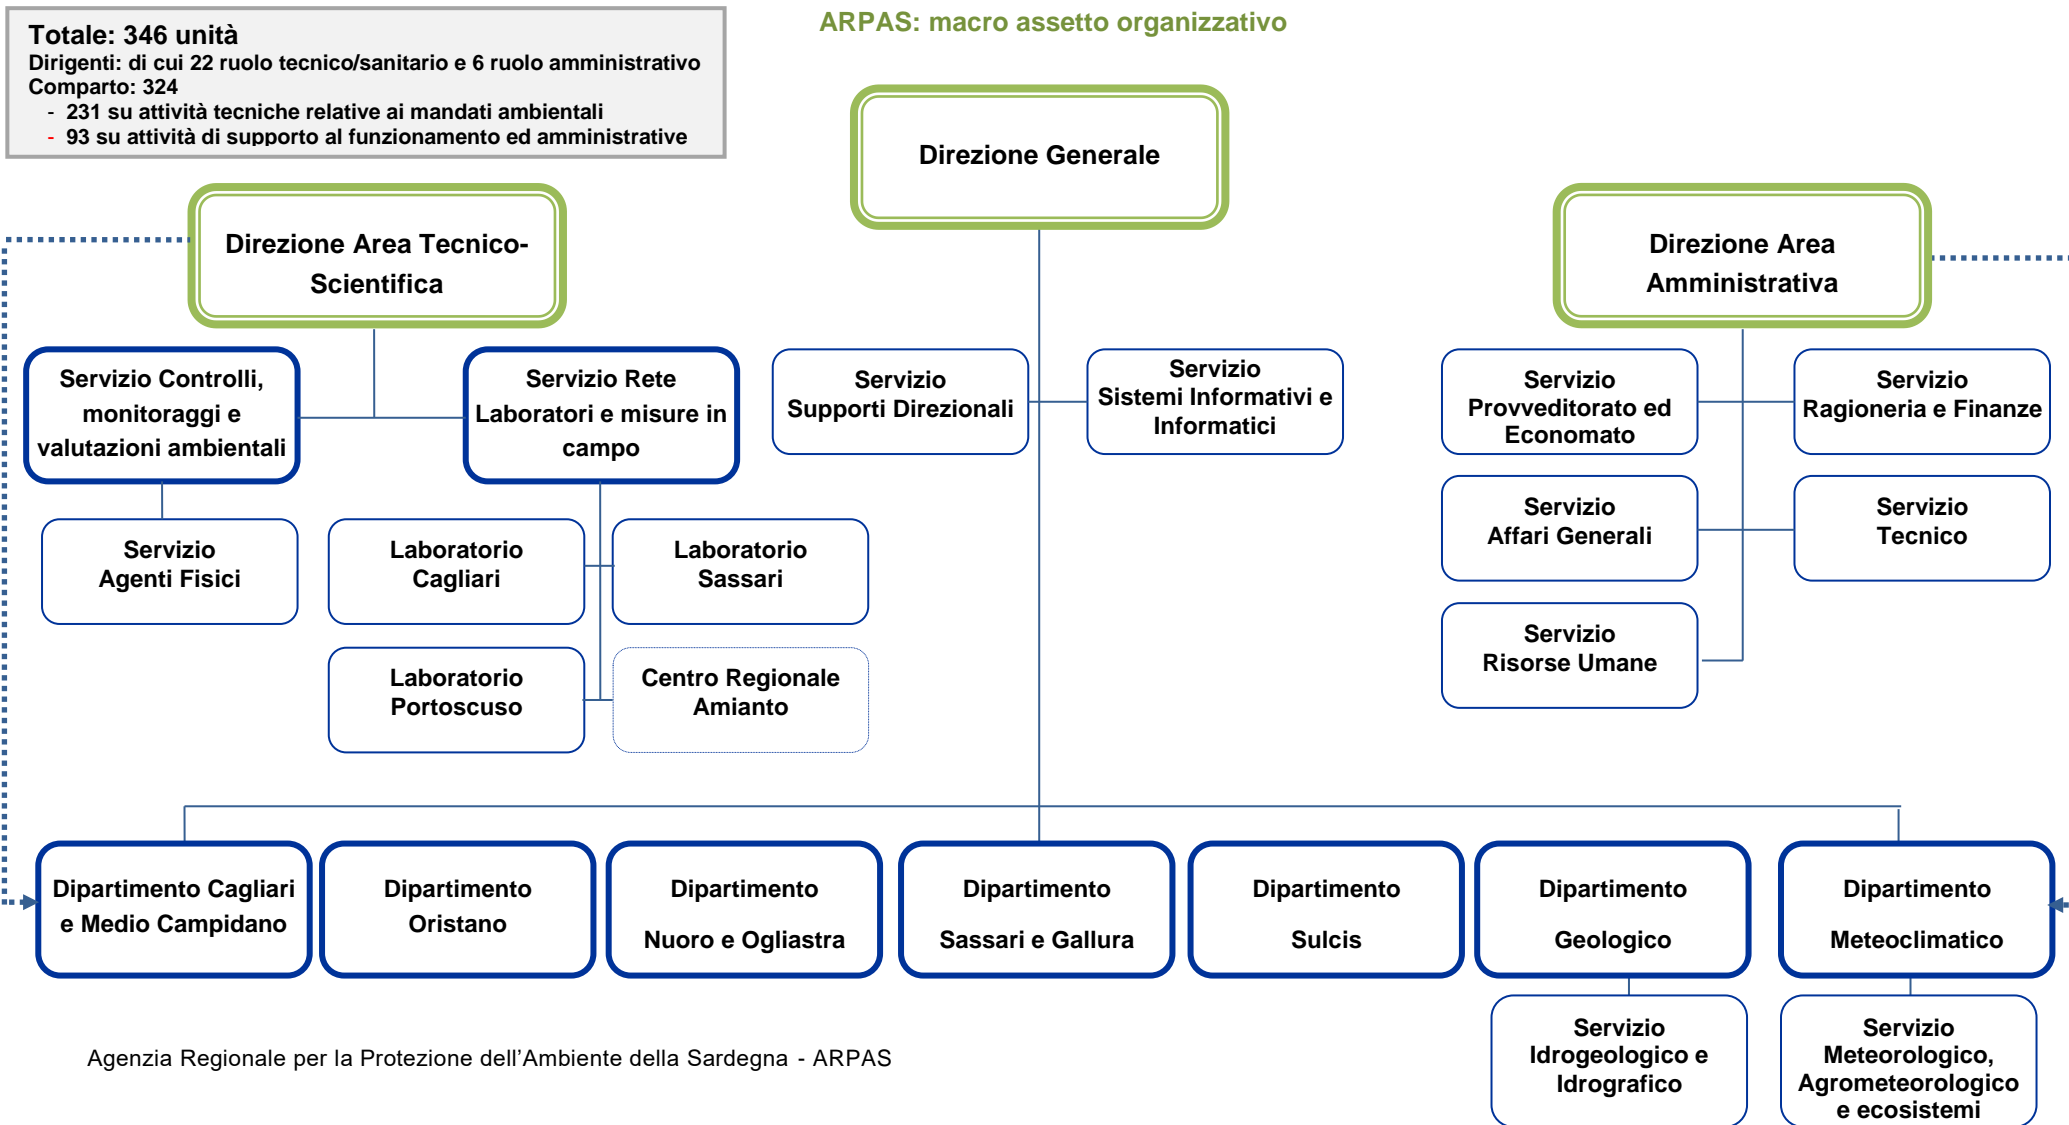 ARPAS: macro assetto organizzativo
Totale: 346 unità
Dirigenti: di cui 22 ruolo tecnico/sanitario e 6 ruolo amministrativo
Comparto: 324
- 231 su attività tecniche relative ai mandati ambientali
- 93 su attività di supporto al funzionamento ed amministrative
Direzione Generale
Direzione Area Tecnico-
Scientifica
Direzione Area
Amministrativa
Servizio Controlli,
monitoraggi e
valutazioni ambientali
Servizio Rete
Laboratori e misure in
campo
Servizio
Supporti Direzionali
Servizio
Sistemi Informativi e
Informatici
Servizio
Provveditorato ed
Economato
Servizio
Ragioneria e Finanze
Servizio
Agenti Fisici
Laboratorio
Cagliari
Laboratorio
Sassari
Servizio
Affari Generali
Servizio
Tecnico
Laboratorio
Portoscuso
Centro Regionale
Amianto
Servizio
Risorse Umane
Dipartimento Cagliari
e Medio Campidano
Dipartimento
Oristano
Dipartimento
Nuoro e Ogliastra
Dipartimento
Sassari e Gallura
Dipartimento
Sulcis
Dipartimento
Geologico
Dipartimento
Meteoclimatico
Servizio
Idrogeologico e
Idrografico
Servizio
Meteorologico,
Agrometeorologico
e ecosistemi
Agenzia Regionale per la Protezione dell'Ambiente della Sardegna - ARPAS